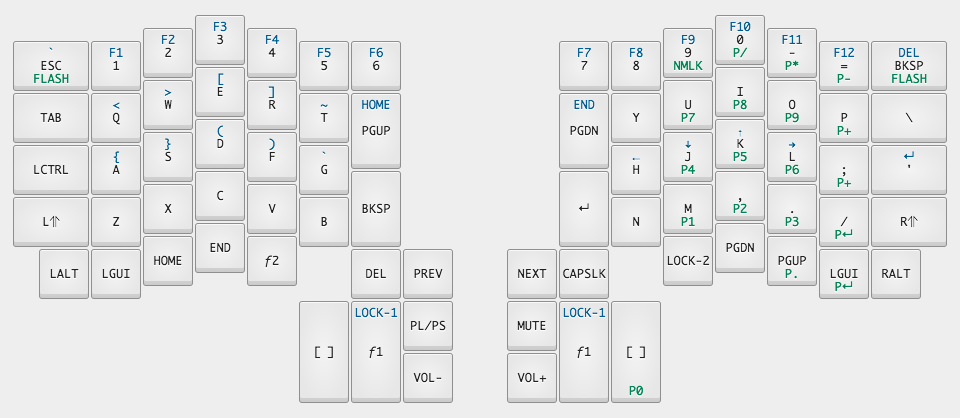 ` F1 F2 F3 F4 F5 F6 F7 F8 F9 F10 F11 F12 DEL
ESC 1 2 3 4 5 6 7 8 9 0 - = BKSP
FLASH NMLK P/ P* P- FLASH
< > [ ] ~ HOME END
TAB Q W E R T PGUP PGDN Y U I O P \
P7 P8 P9 P+
{ } ( ) ` ← ↓ ↑ → ↵
LCTRL A S D F G H J K L ; '
P4 P5 P6 P+
L⇑ Z X C V B BKSP ↵ N M , . / R⇑
P1 P2 P3 P↵
LALT LGUI HOME END ƒ2 DEL PREV NEXT CAPSLK LOCK-2 PGDN PGUP LGUI RALT
P. P↵
LOCK-1 PL/PS MUTE LOCK-1
[ ] ƒ1 ƒ1 [ ]
VOL- VOL+
P0